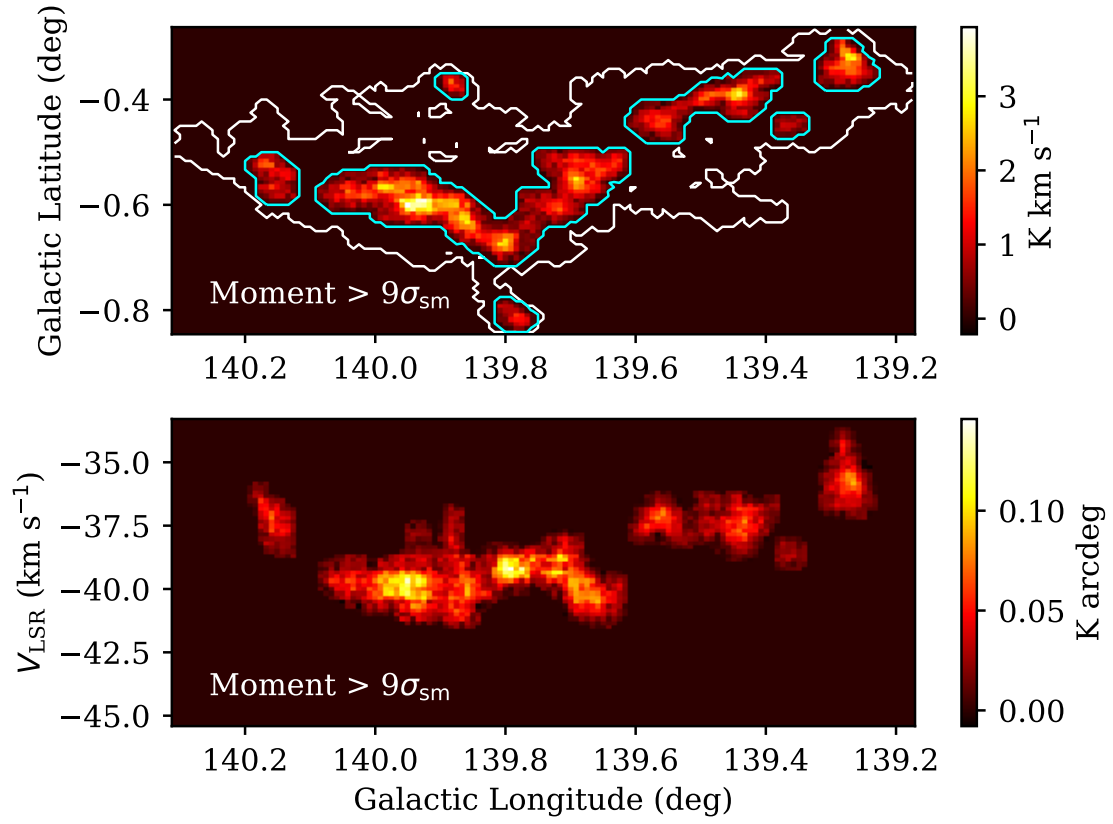 Galactic Latitude (deg)
−0.4
−0.6
−0.8
Moment > 9σsm
140.2 140.0 139.8 139.6 139.4 139.2
3
2
1
0
K km s⁻¹
VLSR (km s⁻¹)
−35.0
−37.5
−40.0
−42.5
−45.0
Moment > 9σsm
140.2 140.0 139.8 139.6 139.4 139.2
Galactic Longitude (deg)
0.10
0.05
0.00
K arcdeg